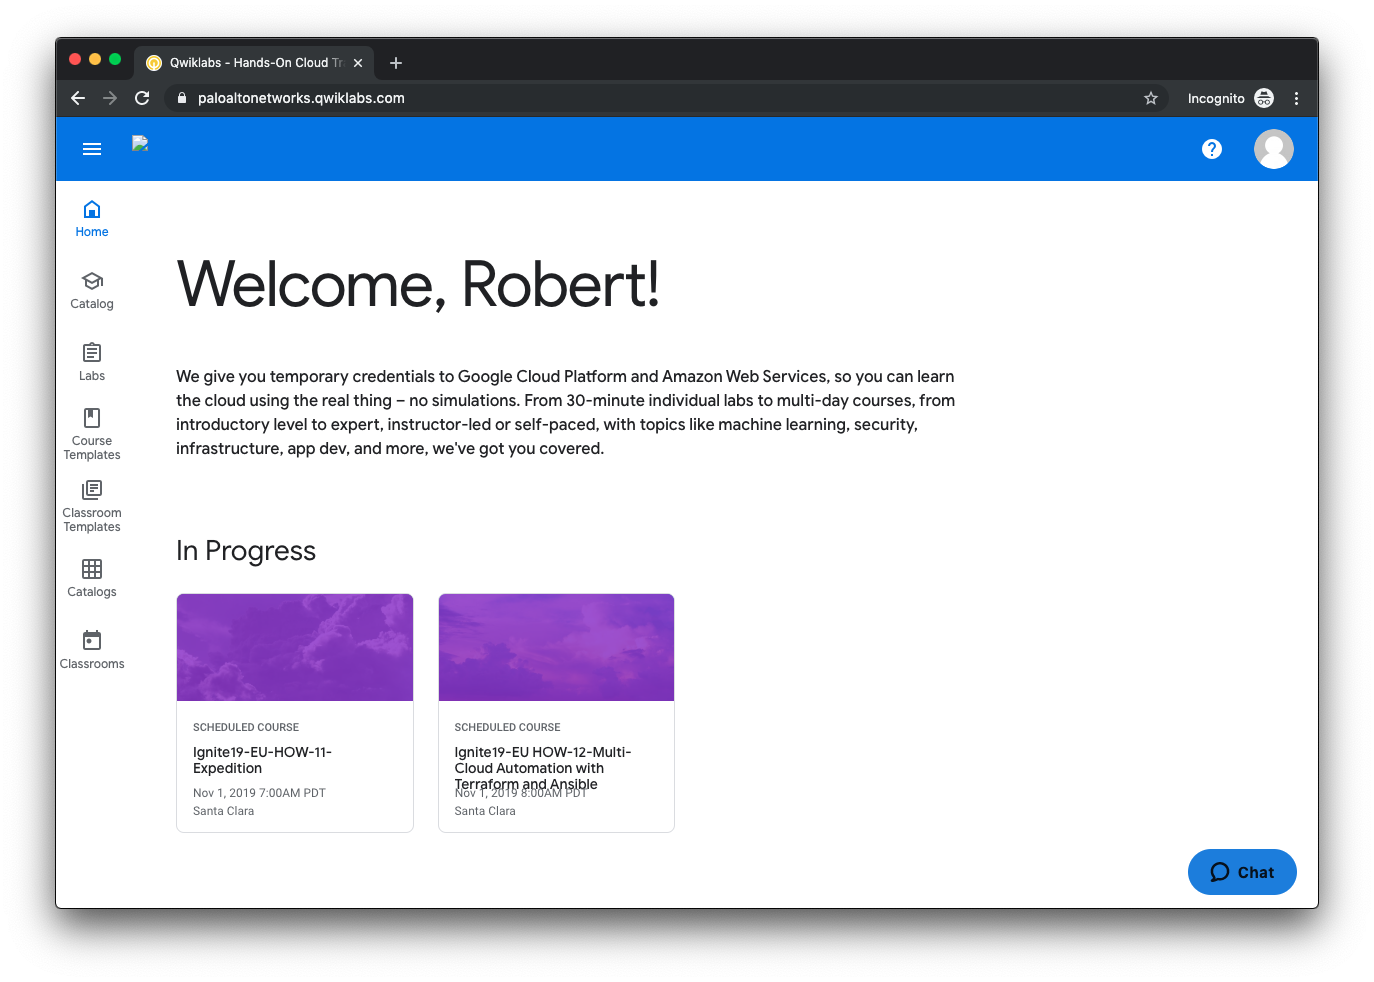 Qwiklabs - Hands-On Cloud Tr
paloaltonetworks.qwiklabs.com
Incognito
Home
Catalog
Labs
Course
Templates
Classroom
Templates
Catalogs
Classrooms
Welcome, Robert!
We give you temporary credentials to Google Cloud Platform and Amazon Web Services, so you can learn
the cloud using the real thing – no simulations. From 30-minute individual labs to multi-day courses, from
introductory level to expert, instructor-led or self-paced, with topics like machine learning, security,
infrastructure, app dev, and more, we've got you covered.
In Progress
SCHEDULED COURSE
Ignite19-EU-HOW-11-
Expedition
Nov 1, 2019 7:00AM PDT
Santa Clara
SCHEDULED COURSE
Ignite19-EU HOW-12-Multi-
Cloud Automation with
Terraform and Ansible
Nov 1, 2019 8:00AM PDT
Santa Clara
Chat